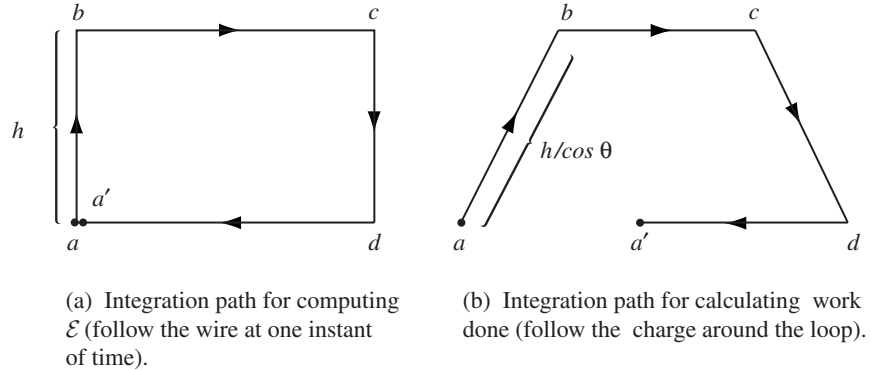 b
c
h
a′
a
d
(a) Integration path for computing
ℰ (follow the wire at one instant
of time).
b
c
h/cos θ
a
a′
d
(b) Integration path for calculating work
done (follow the charge around the loop).